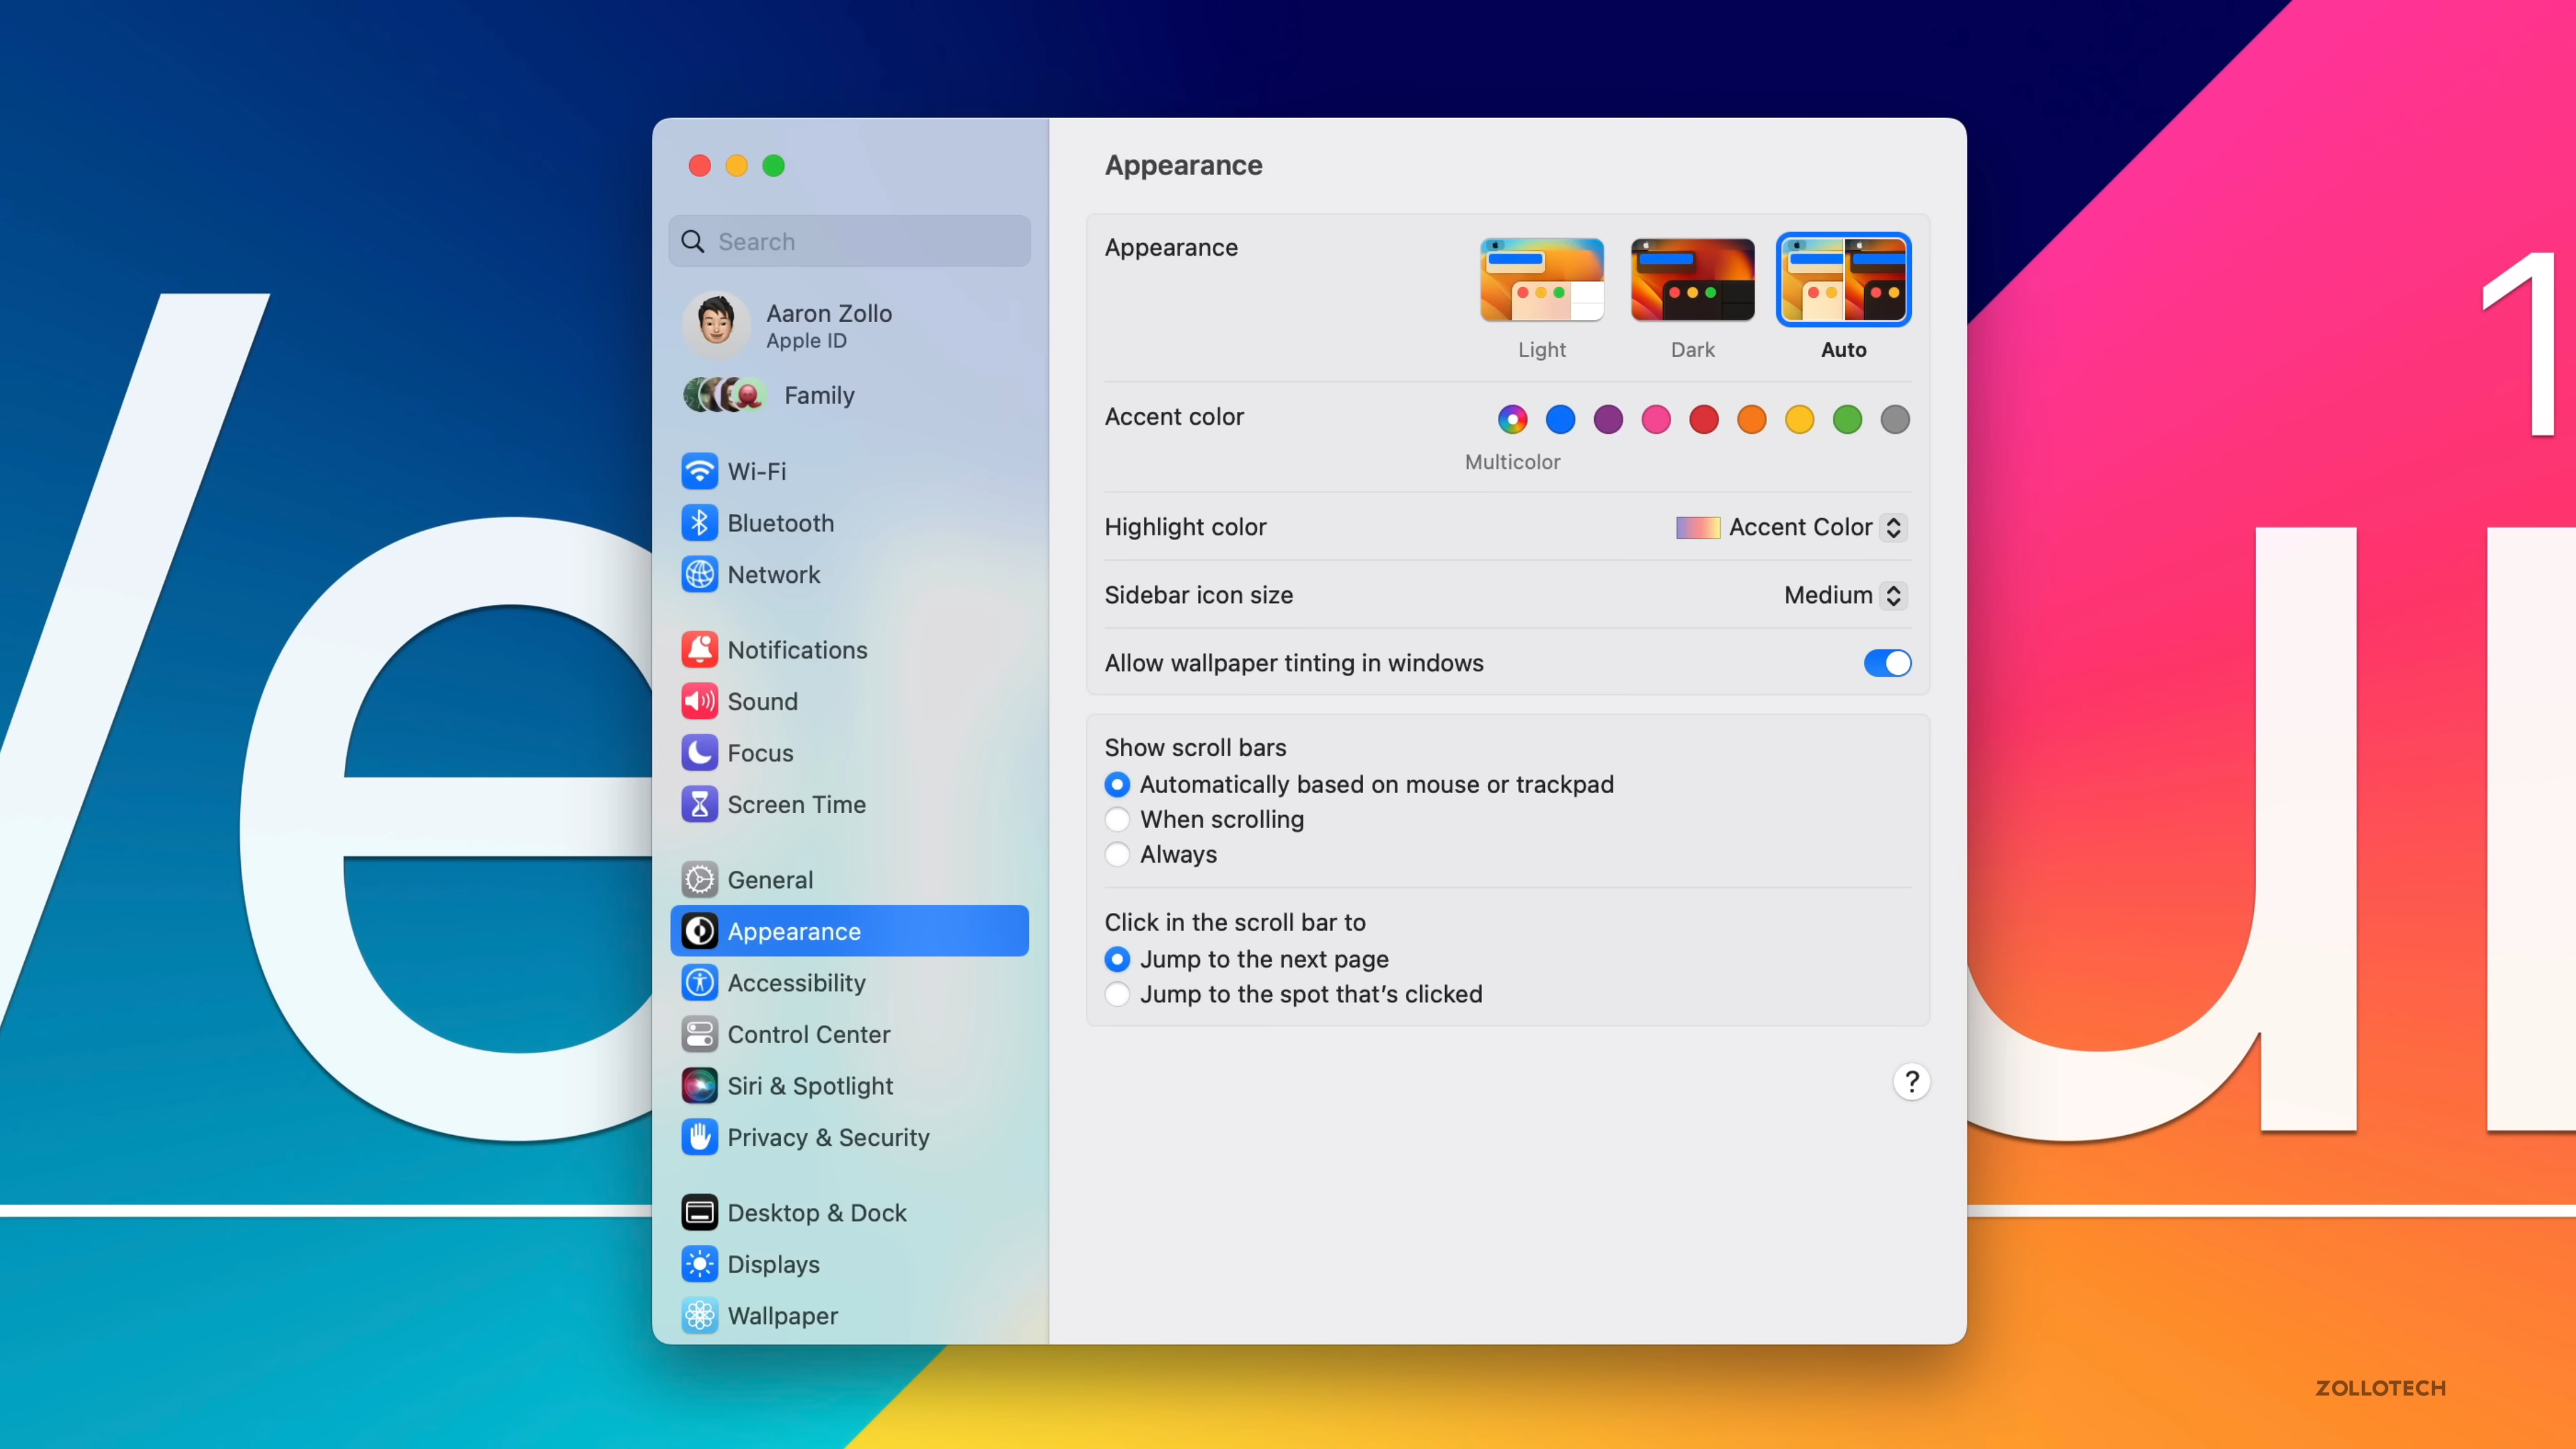 Search
Aaron Zollo
Apple ID
Family
Wi-Fi
Bluetooth
Network
Notifications
Sound
Focus
Screen Time
General
Appearance
Accessibility
Control Center
Siri & Spotlight
Privacy & Security
Desktop & Dock
Displays
Wallpaper
Appearance
Appearance
Light Dark Auto
Accent color
Multicolor
Highlight color Accent Color
Sidebar icon size Medium
Allow wallpaper tinting in windows
Show scroll bars
Automatically based on mouse or trackpad
When scrolling
Always
Click in the scroll bar to
Jump to the next page
Jump to the spot that’s clicked
?
ZOLLOTECH